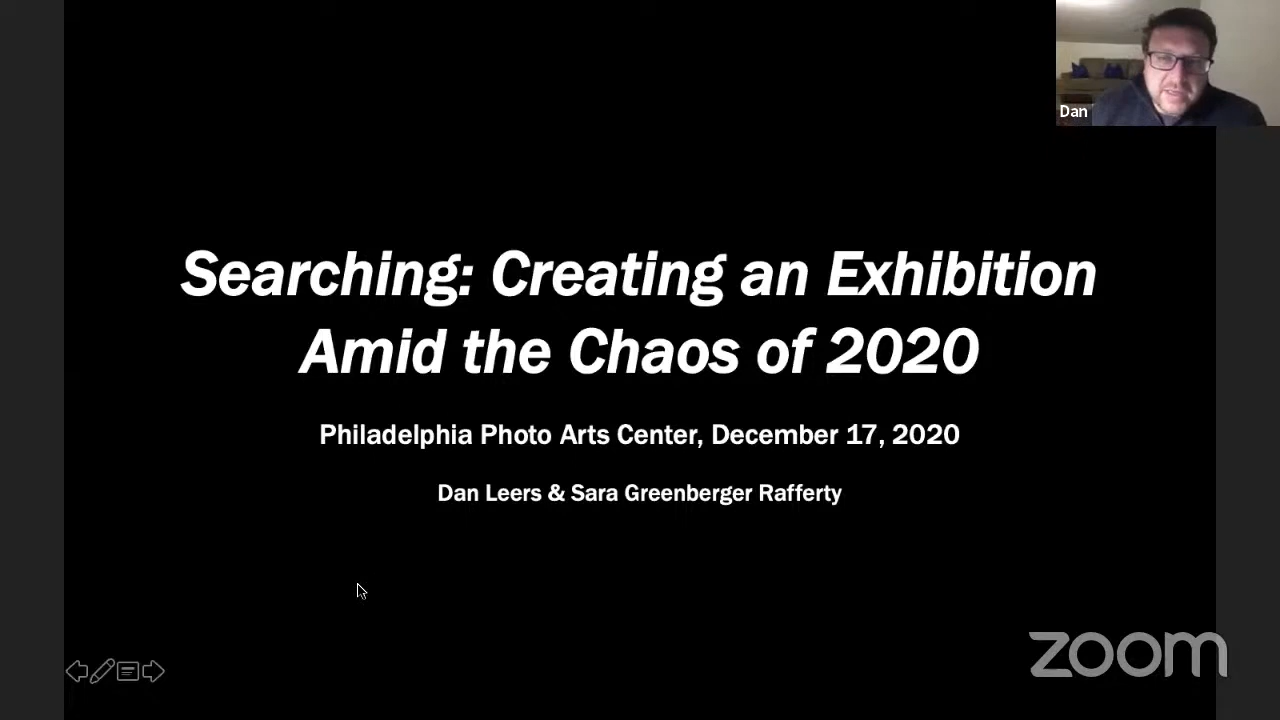 Dan
Searching: Creating an Exhibition
Amid the Chaos of 2020
Philadelphia Photo Arts Center, December 17, 2020
Dan Leers & Sara Greenberger Rafferty
zoom